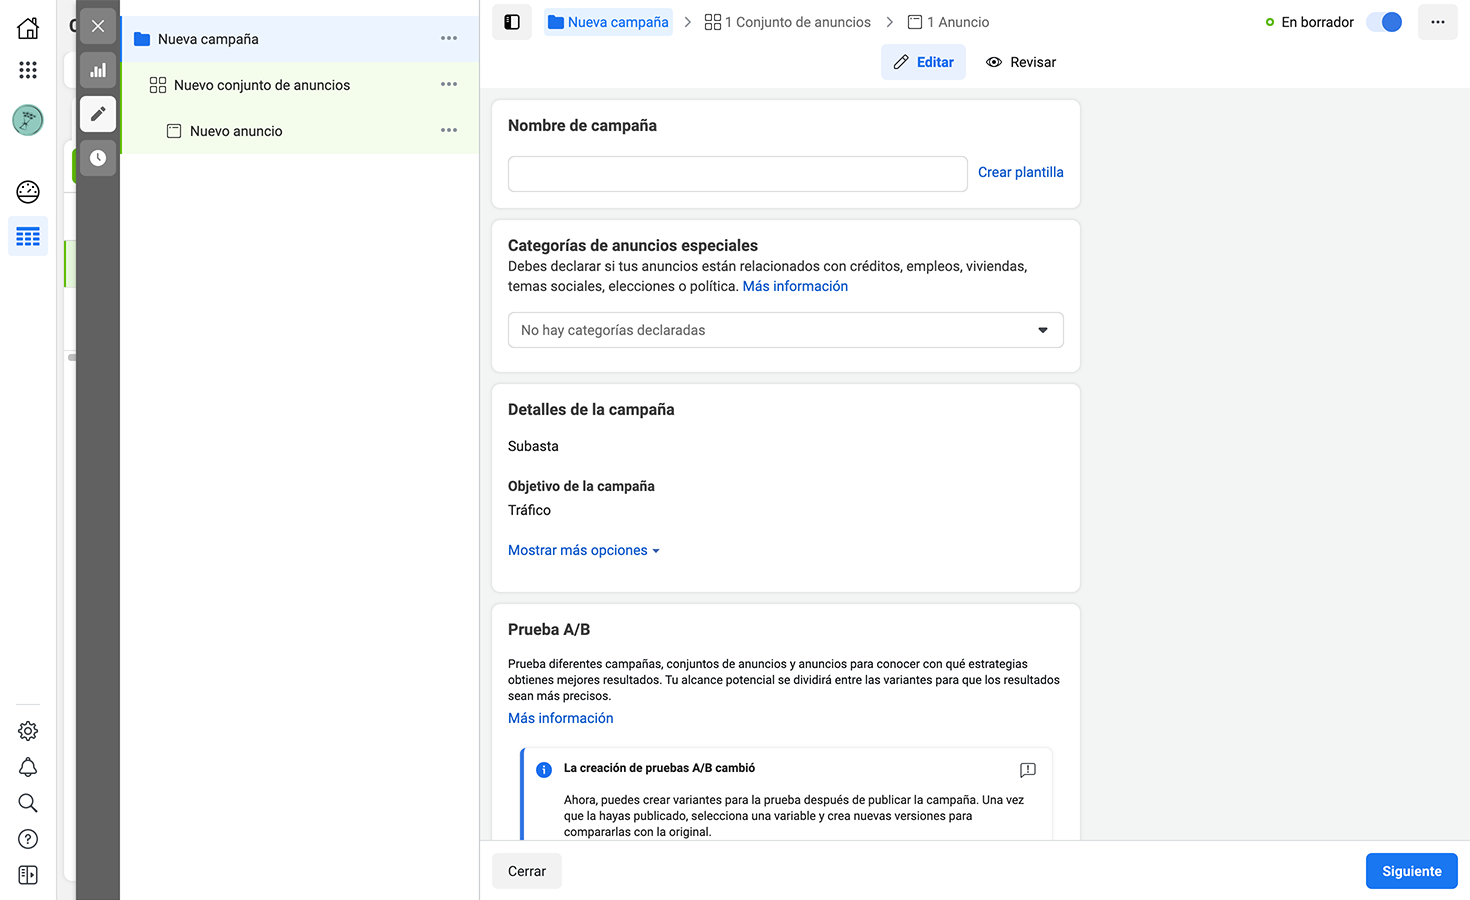 Nueva campaña
Nuevo conjunto de anuncios
Nuevo anuncio
Nueva campaña > 1 Conjunto de anuncios > 1 Anuncio
En borrador
Editar
Revisar
Nombre de campaña
Crear plantilla
Categorías de anuncios especiales
Debes declarar si tus anuncios están relacionados con créditos, empleos, viviendas,
temas sociales, elecciones o política. Más información
No hay categorías declaradas
Detalles de la campaña
Subasta
Objetivo de la campaña
Tráfico
Mostrar más opciones
Prueba A/B
Prueba diferentes campañas, conjuntos de anuncios y anuncios para conocer con qué estrategias
obtienes mejores resultados. Tu alcance potencial se dividirá entre las variantes para que los resultados
sean más precisos.
Más información
La creación de pruebas A/B cambió
Ahora, puedes crear variantes para la prueba después de publicar la campaña. Una vez
que la hayas publicado, selecciona una variable y crea nuevas versiones para
compararlas con la original.
Cerrar
Siguiente